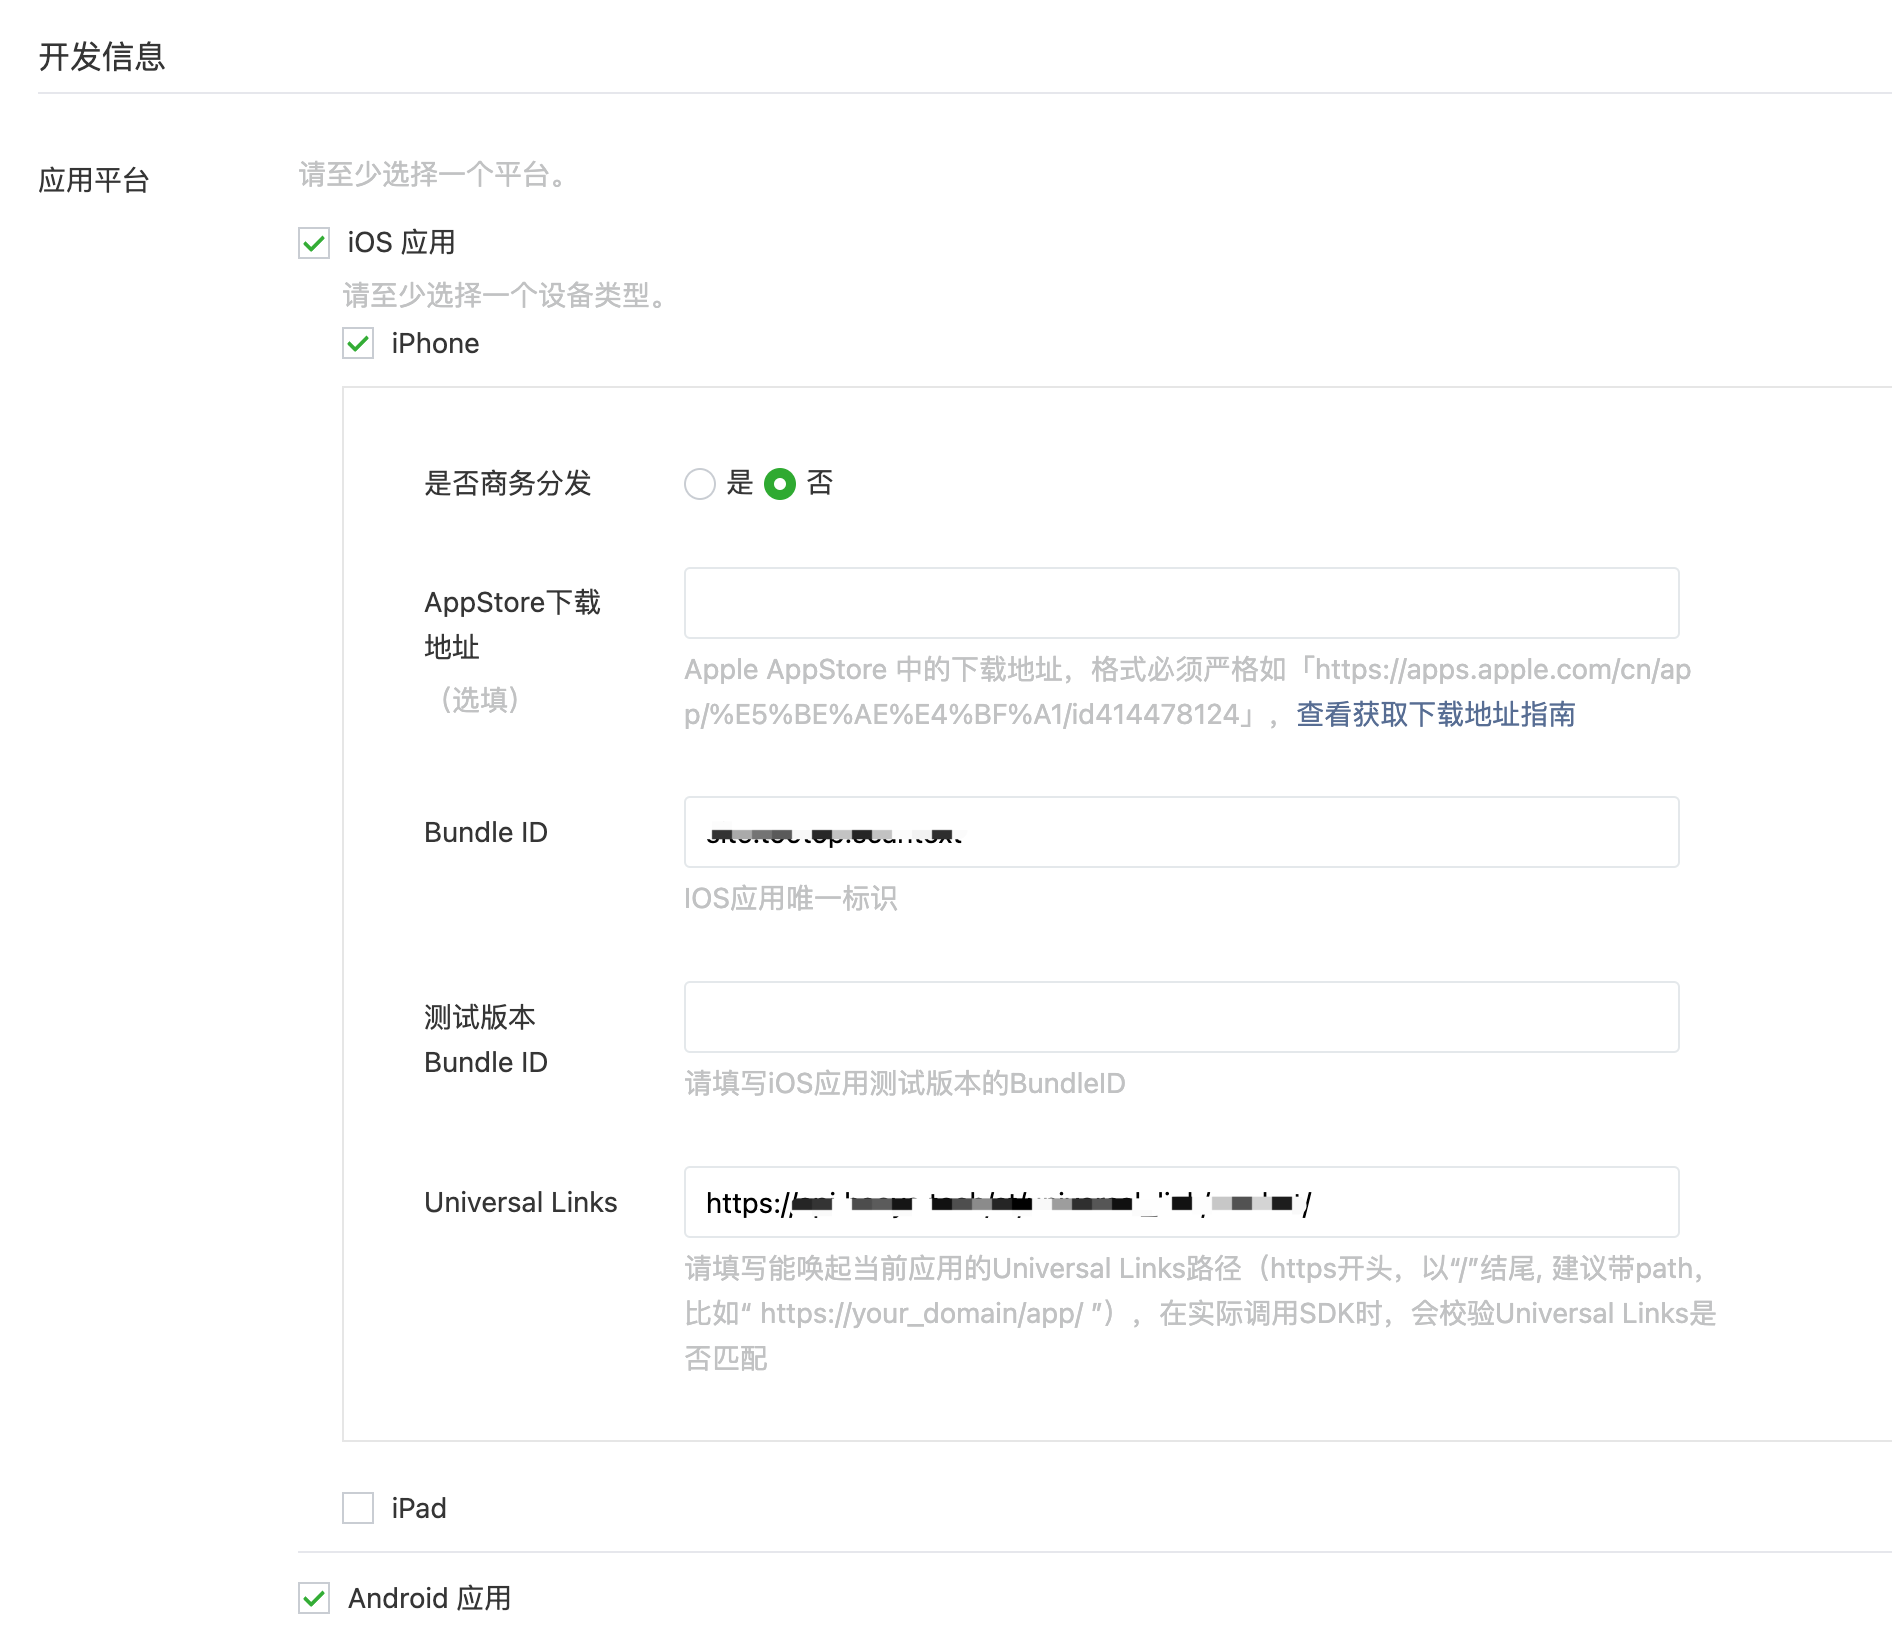 开发信息
应用平台
请至少选择一个平台。
iOS 应用
请至少选择一个设备类型。
iPhone
是否商务分发
是 否
AppStore下载
地址
（选填）
Apple AppStore 中的下载地址，格式必须严格如「https://apps.apple.com/cn/ap
p/%E5%BE%AE%E4%BF%A1/id414478124」，查看获取下载地址指南
Bundle ID
IOS应用唯一标识
测试版本
Bundle ID
请填写iOS应用测试版本的BundleID
Universal Links
https://
请填写能唤起当前应用的Universal Links路径（https开头，以“/”结尾, 建议带path，
比如“ https://your_domain/app/ ”），在实际调用SDK时，会校验Universal Links是
否匹配
iPad
Android 应用